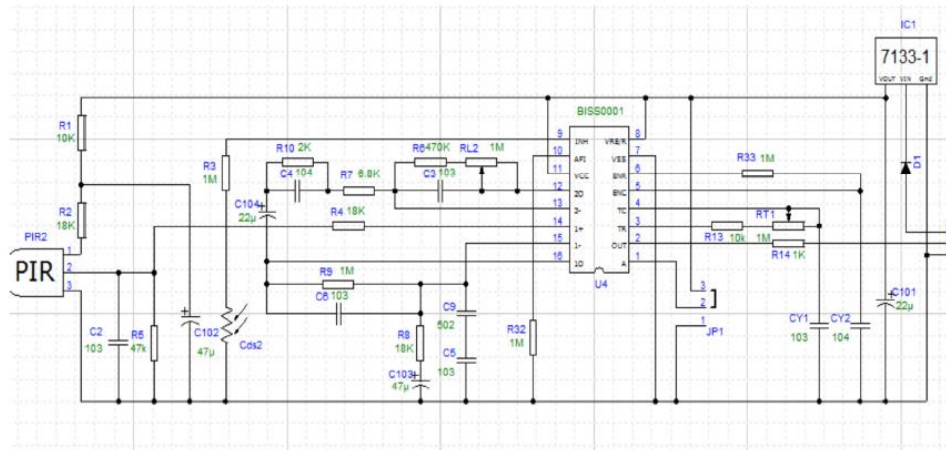 IC1
7133-1
VOUT VIN Gnd
D1
BISS0001
9 INH VRE/R 8
10 API VSS 7
11 VCC ENR 6
12 2O ENC 5
13 2- TC 4
14 1+ TR 3
15 1- OUT 2
16 1O A 1
U4
R1
10K
R2
18K
PIR2
PIR
1
2
3
R3
1M
R10 2K
C4 104
R7 6.8K
R6 470K
RL2 1M
C3 103
C104
22µ
R4 18K
R9 1M
C6
103
R8
18K
C9
502
C5
103
C103
47µ
R32
1M
C2
103
R5
47k
C102
47µ
Cds2
R33 1M
RT1
R13 10k 1M
R14 1K
3
2
1
JP1
CY1
103
CY2
104
C101
22µ